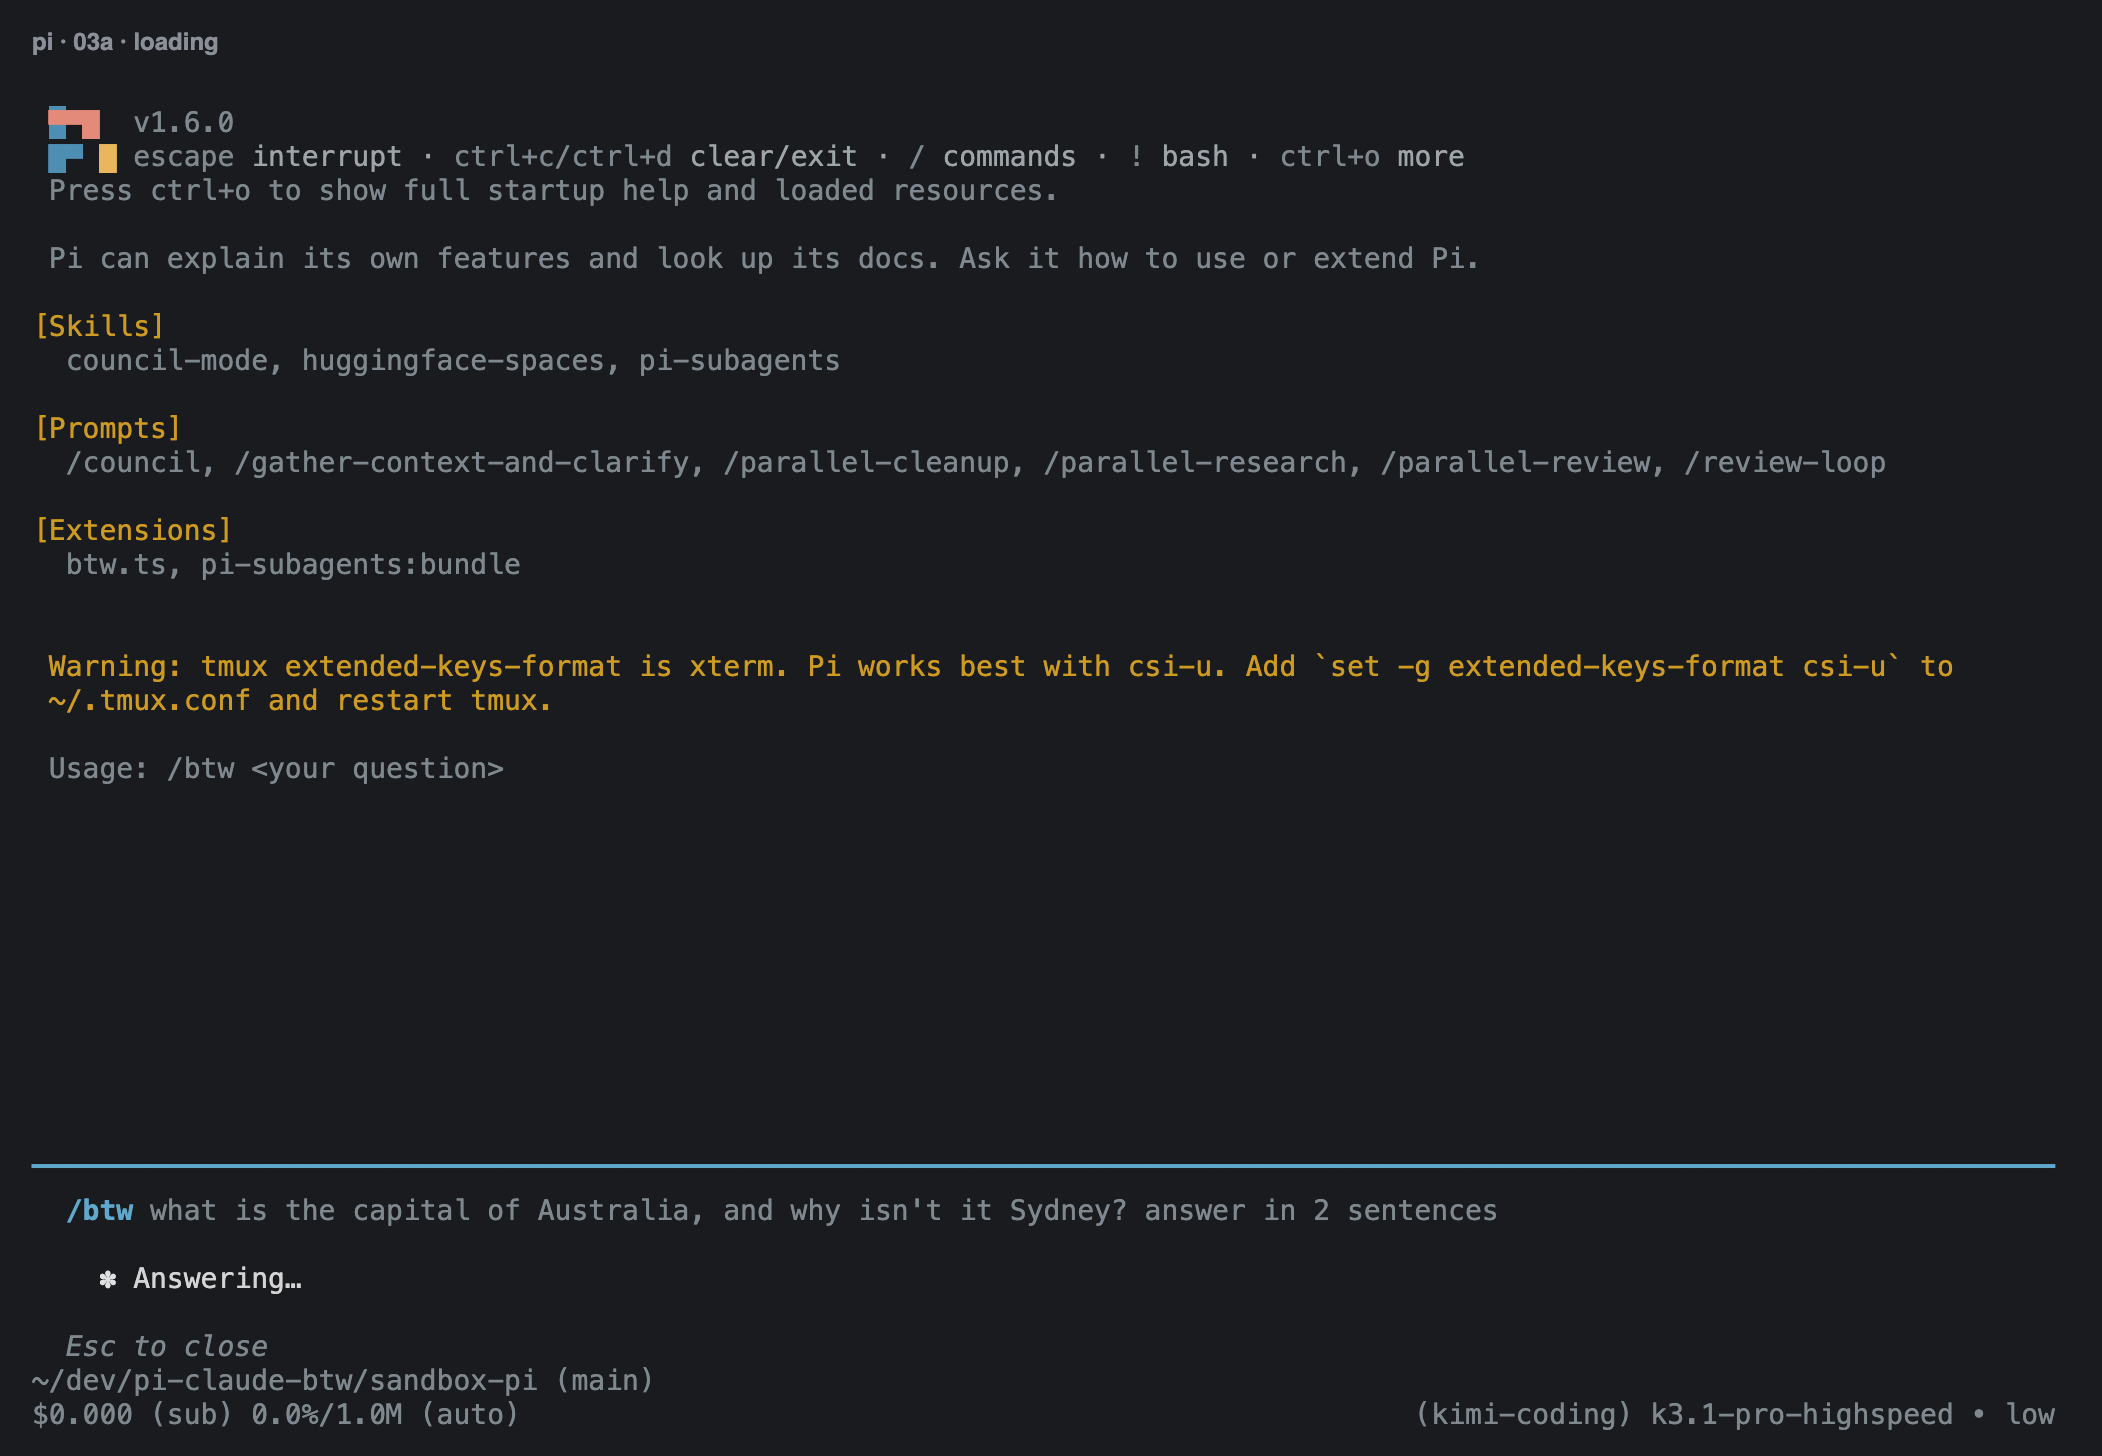 pi · 03a · loading
v1.6.0
escape interrupt · ctrl+c/ctrl+d clear/exit · / commands · ! bash · ctrl+o more
Press ctrl+o to show full startup help and loaded resources.
Pi can explain its own features and look up its docs. Ask it how to use or extend Pi.
[Skills]
council-mode, huggingface-spaces, pi-subagents
[Prompts]
/council, /gather-context-and-clarify, /parallel-cleanup, /parallel-research, /parallel-review, /review-loop
[Extensions]
btw.ts, pi-subagents:bundle
Warning: tmux extended-keys-format is xterm. Pi works best with csi-u. Add `set -g extended-keys-format csi-u` to
~/.tmux.conf and restart tmux.
Usage: /btw <your question>
/btw what is the capital of Australia, and why isn't it Sydney? answer in 2 sentences
✽ Answering…
Esc to close
~/dev/pi-claude-btw/sandbox-pi (main)
$0.000 (sub) 0.0%/1.0M (auto) (kimi-coding) k3.1-pro-highspeed • low